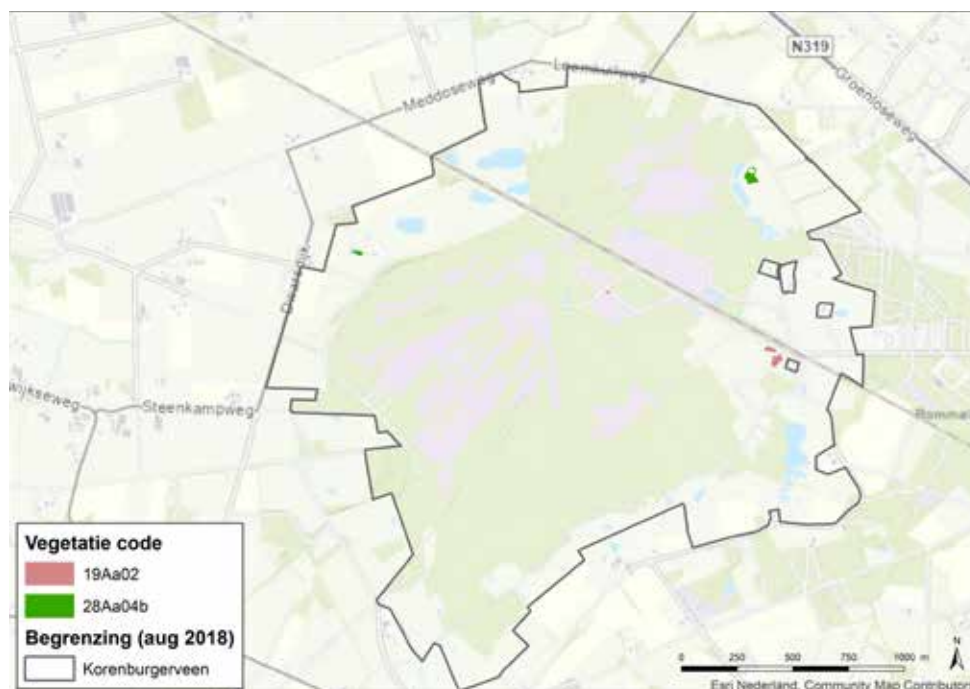 N319
Groenloseweg
Meddoseweg
Steenkampweg
wijkseweg
Vegetatie code
19Aa02
28Aa04b
Begrenzing (aug 2018)
Korenburgerveen
N
0 250 500 750 1000 m
Esri Nederland, Community Map Contributors